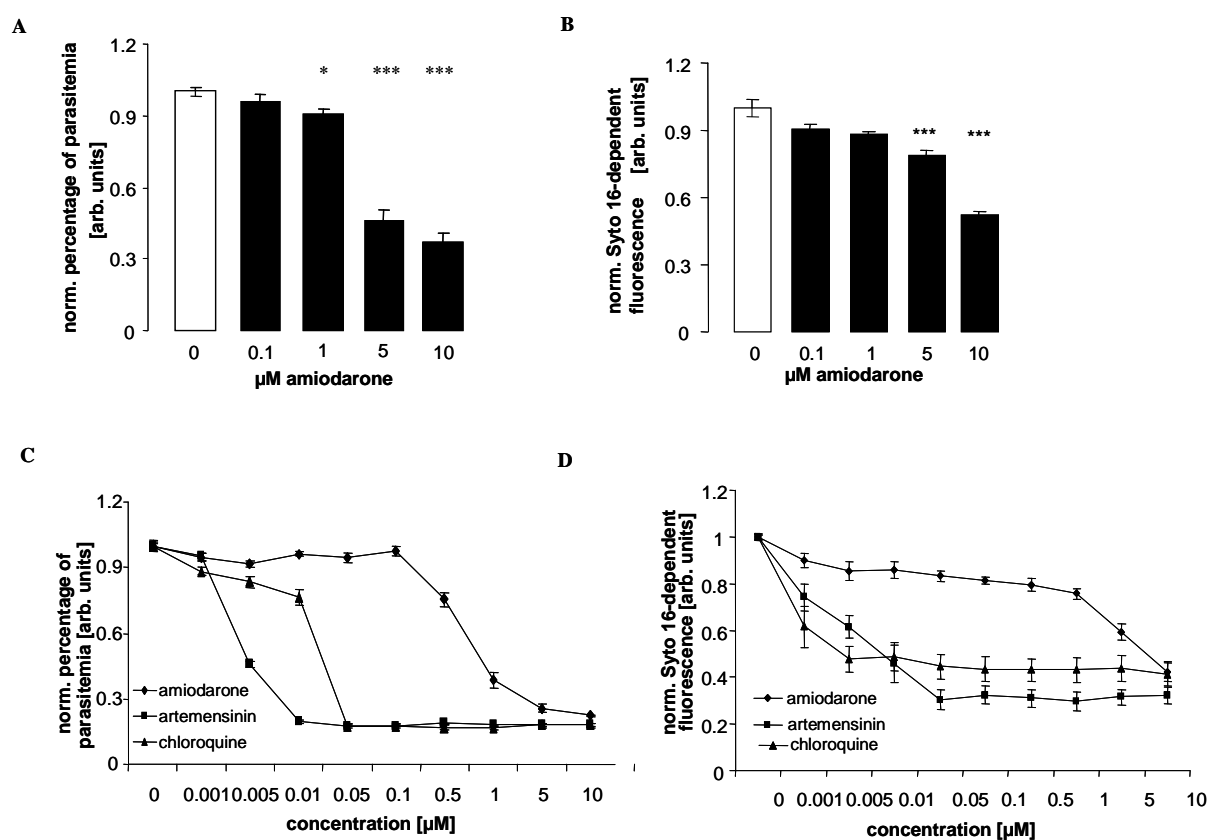 A
norm. percentage of parasitemia
[arb. units]
1.2
0.9
0.6
0.3
0
* *** ***
0 0.1 1 5 10
µM amiodarone
B
norm. Syto 16-dependent
fluorescence [arb. units]
1.2
0.9
0.6
0.3
0
*** ***
0 0.1 1 5 10
µM amiodarone
C
norm. percentage of
parasitemia [arb. units]
1.2
0.9
0.6
0.3
0
amiodarone
artemensinin
chloroquine
0 0.001 0.005 0.01 0.05 0.1 0.5 1 5 10
concentration [µM]
D
norm. Syto 16-dependent
fluorescence [arb. units]
1.2
1
0.8
0.6
0.4
0.2
0
amiodarone
artemensinin
chloroquine
0 0.001 0.005 0.01 0.05 0.1 0.5 1 5 10
concentration [µM]